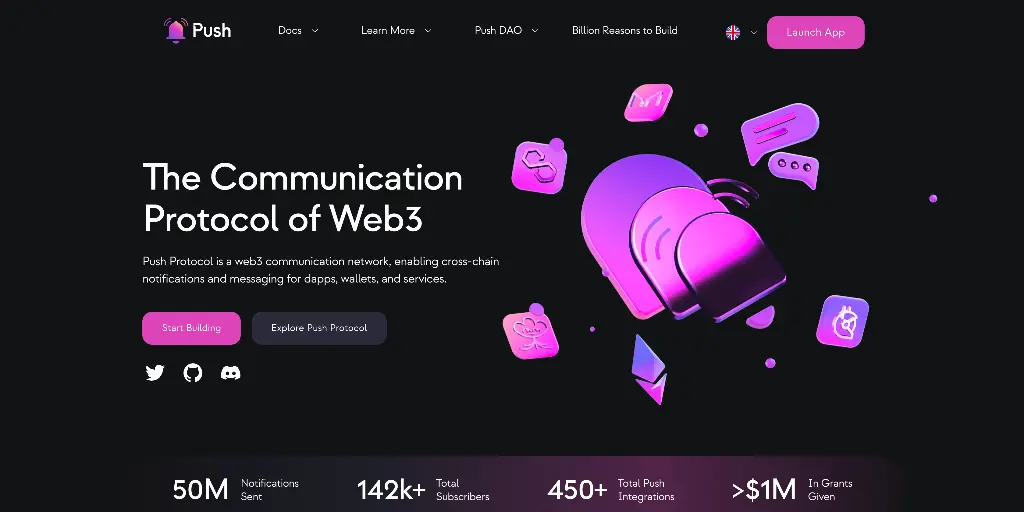 Push
Docs
Learn More
Push DAO
Billion Reasons to Build
Launch App
The Communication
Protocol of Web3
Push Protocol is a web3 communication network, enabling cross-chain
notifications and messaging for dapps, wallets, and services.
Start Building
Explore Push Protocol
50M
Notifications
Sent
142k+
Total
Subscribers
450+
Total Push
Integrations
>$1M
In Grants
Given